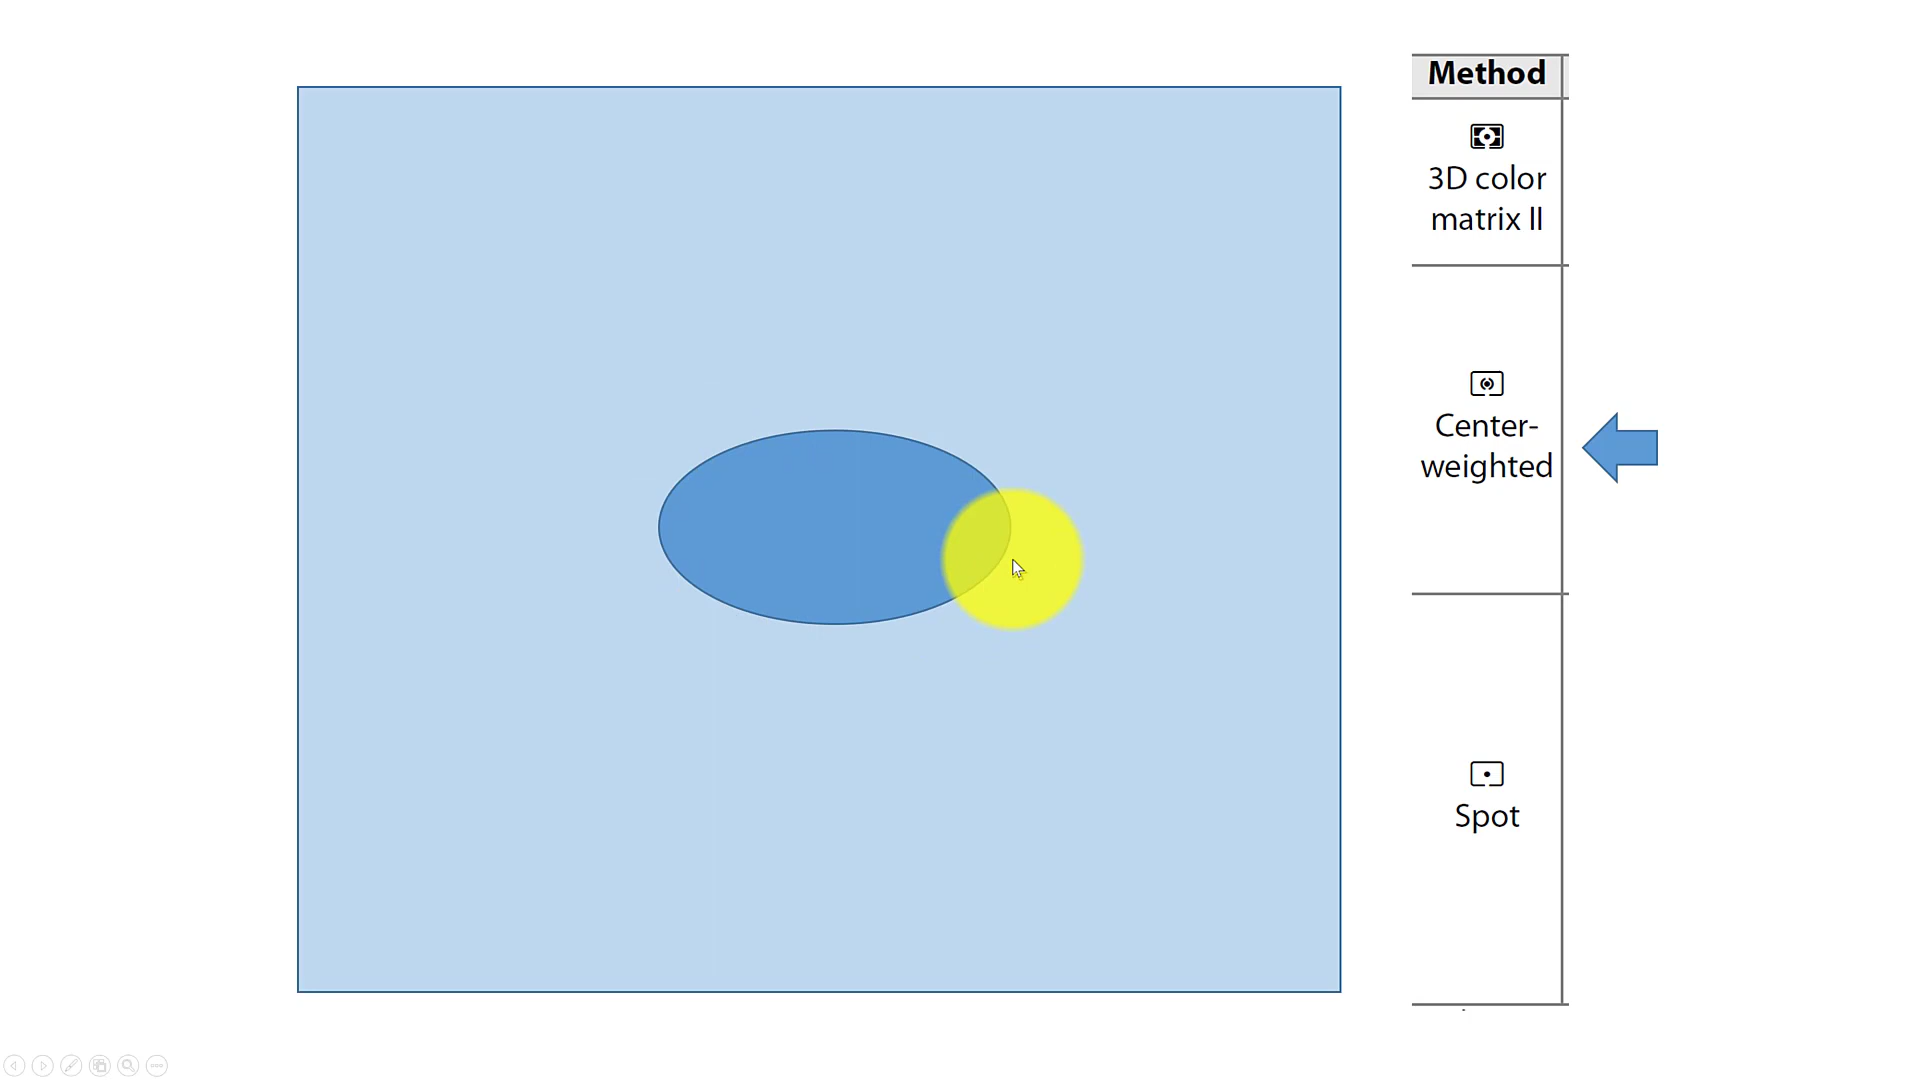 Method
3D color
matrix II
Center-
weighted
Spot